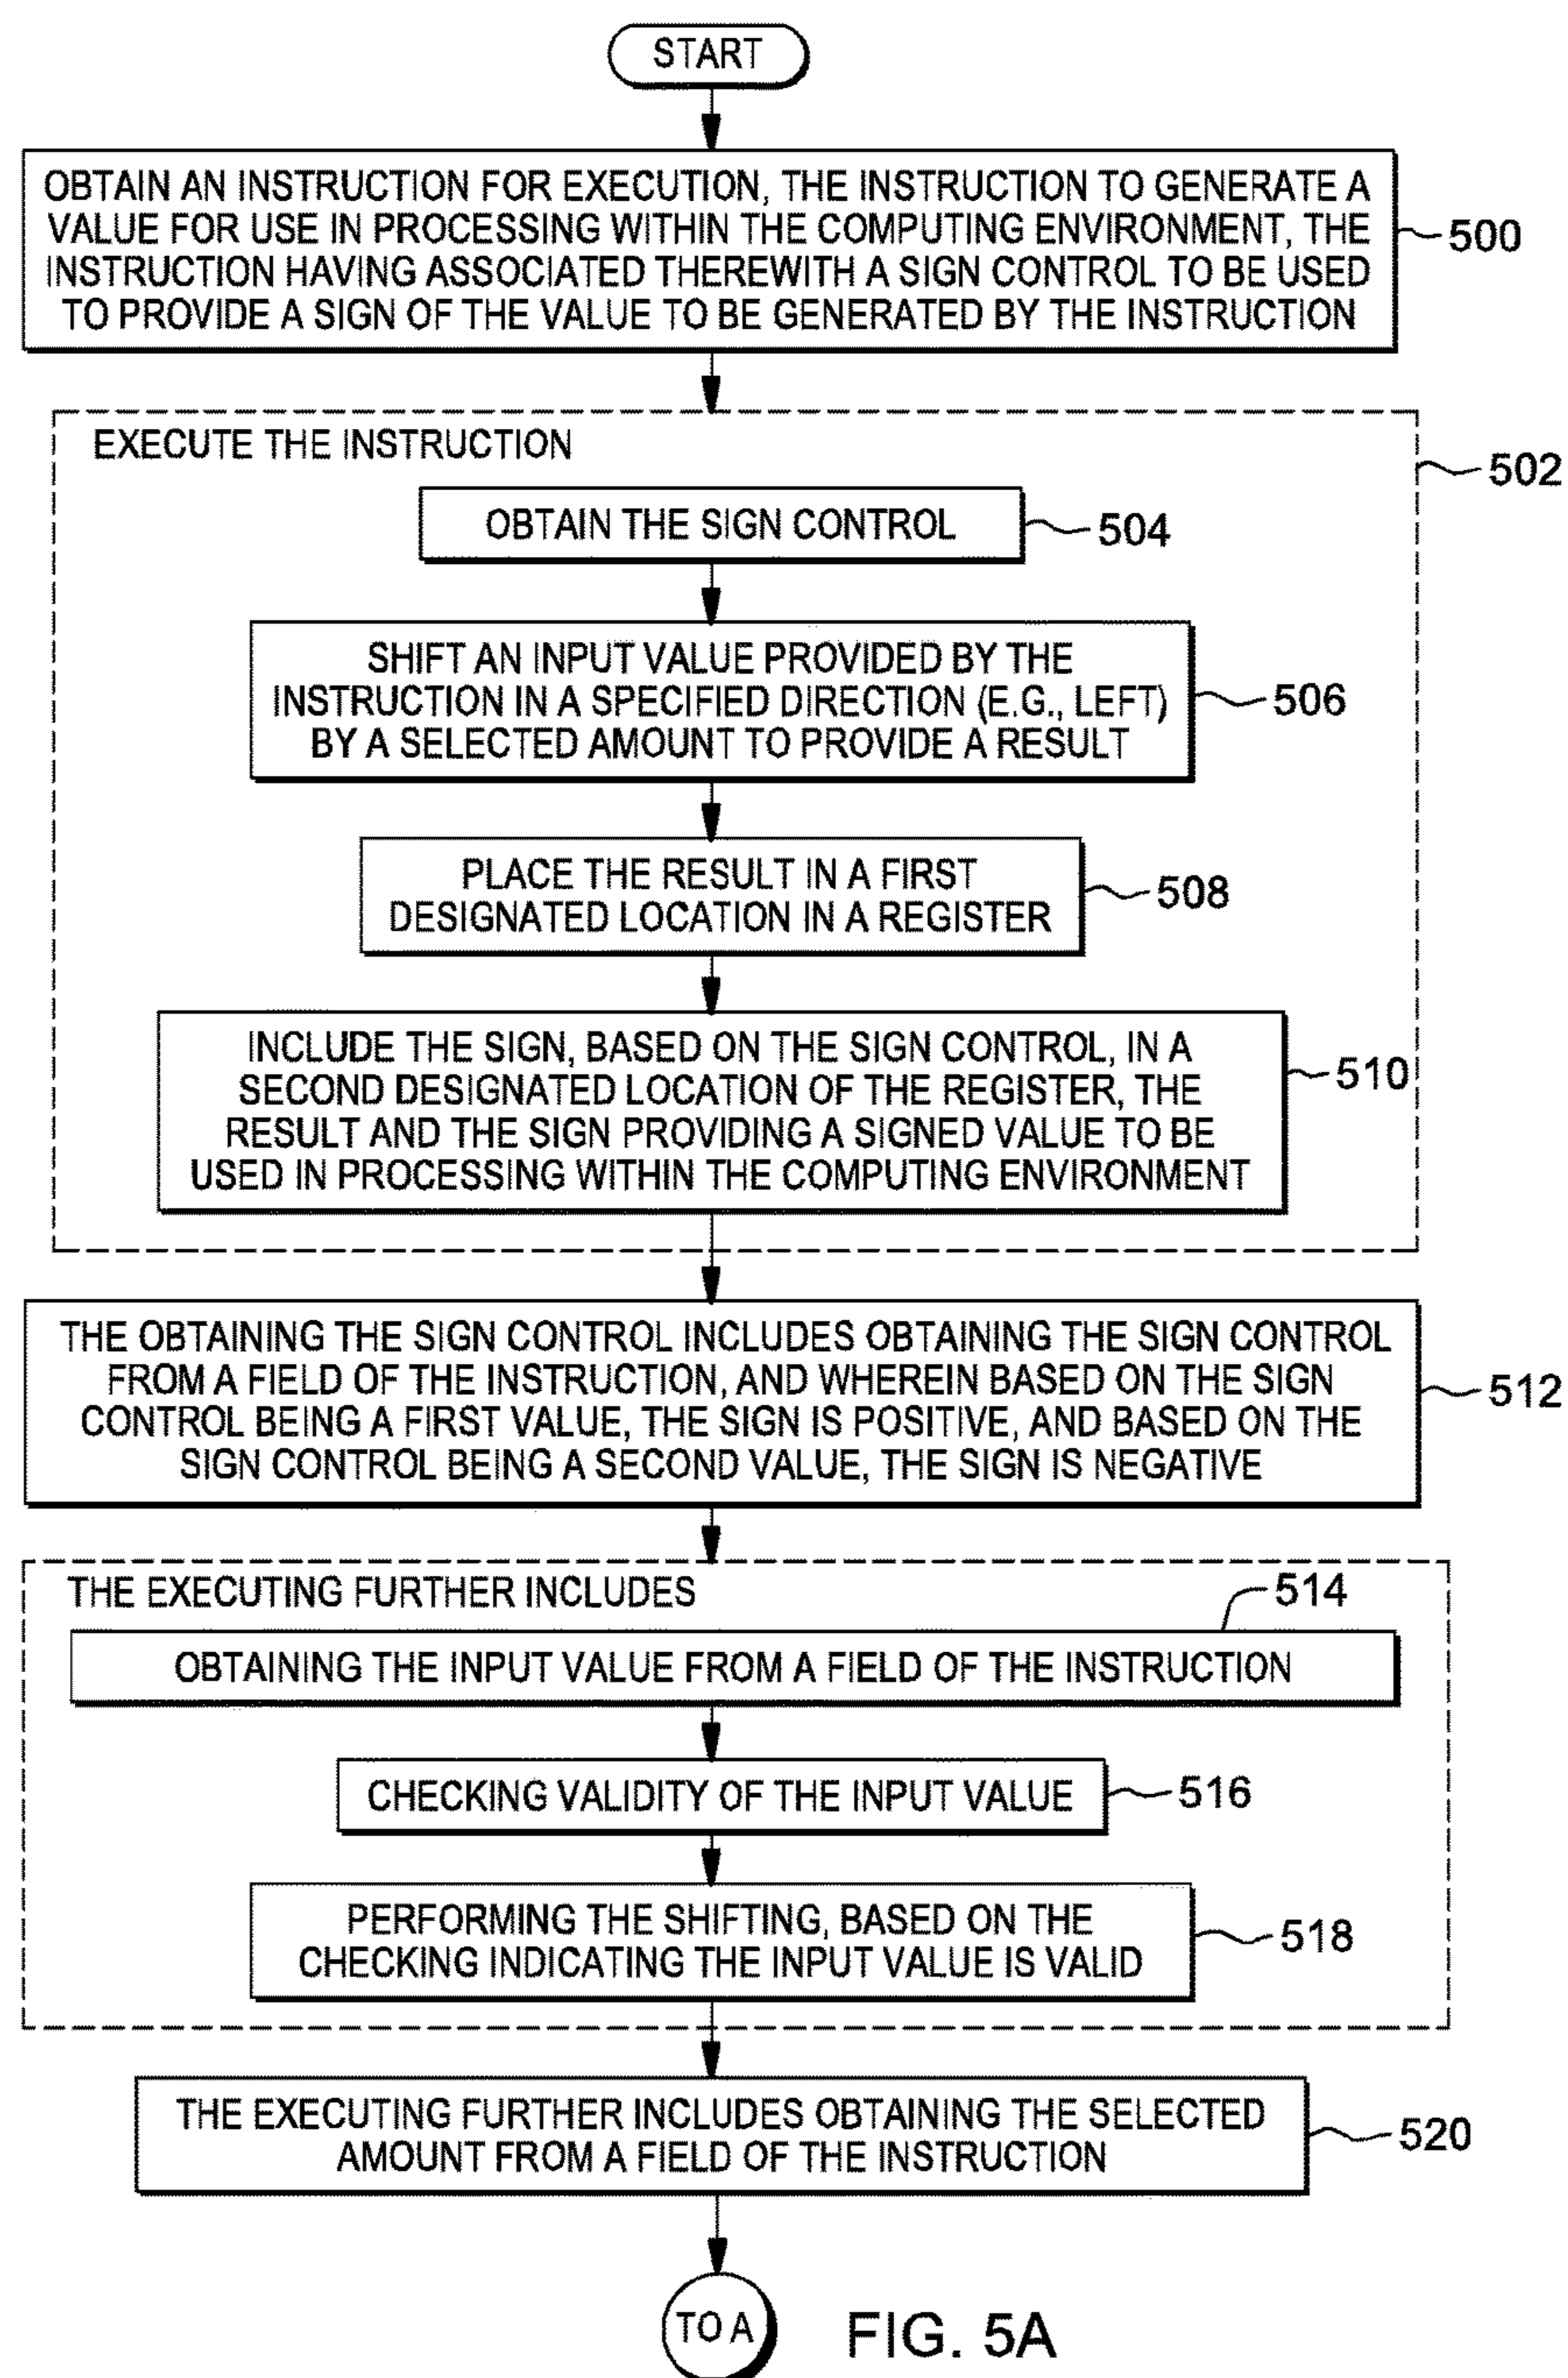 START
OBTAIN AN INSTRUCTION FOR EXECUTION, THE INSTRUCTION TO GENERATE A
VALUE FOR USE IN PROCESSING WITHIN THE COMPUTING ENVIRONMENT, THE
INSTRUCTION HAVING ASSOCIATED THEREWITH A SIGN CONTROL TO BE USED
TO PROVIDE A SIGN OF THE VALUE TO BE GENERATED BY THE INSTRUCTION
500
EXECUTE THE INSTRUCTION
502
OBTAIN THE SIGN CONTROL
504
SHIFT AN INPUT VALUE PROVIDED BY THE
INSTRUCTION IN A SPECIFIED DIRECTION (E.G., LEFT)
BY A SELECTED AMOUNT TO PROVIDE A RESULT
506
PLACE THE RESULT IN A FIRST
DESIGNATED LOCATION IN A REGISTER
508
INCLUDE THE SIGN, BASED ON THE SIGN CONTROL, IN A
SECOND DESIGNATED LOCATION OF THE REGISTER, THE
RESULT AND THE SIGN PROVIDING A SIGNED VALUE TO BE
USED IN PROCESSING WITHIN THE COMPUTING ENVIRONMENT
510
THE OBTAINING THE SIGN CONTROL INCLUDES OBTAINING THE SIGN CONTROL
FROM A FIELD OF THE INSTRUCTION, AND WHEREIN BASED ON THE SIGN
CONTROL BEING A FIRST VALUE, THE SIGN IS POSITIVE, AND BASED ON THE
SIGN CONTROL BEING A SECOND VALUE, THE SIGN IS NEGATIVE
512
THE EXECUTING FURTHER INCLUDES
514
OBTAINING THE INPUT VALUE FROM A FIELD OF THE INSTRUCTION
CHECKING VALIDITY OF THE INPUT VALUE
516
PERFORMING THE SHIFTING, BASED ON THE
CHECKING INDICATING THE INPUT VALUE IS VALID
518
THE EXECUTING FURTHER INCLUDES OBTAINING THE SELECTED
AMOUNT FROM A FIELD OF THE INSTRUCTION
520
TO A
FIG. 5A